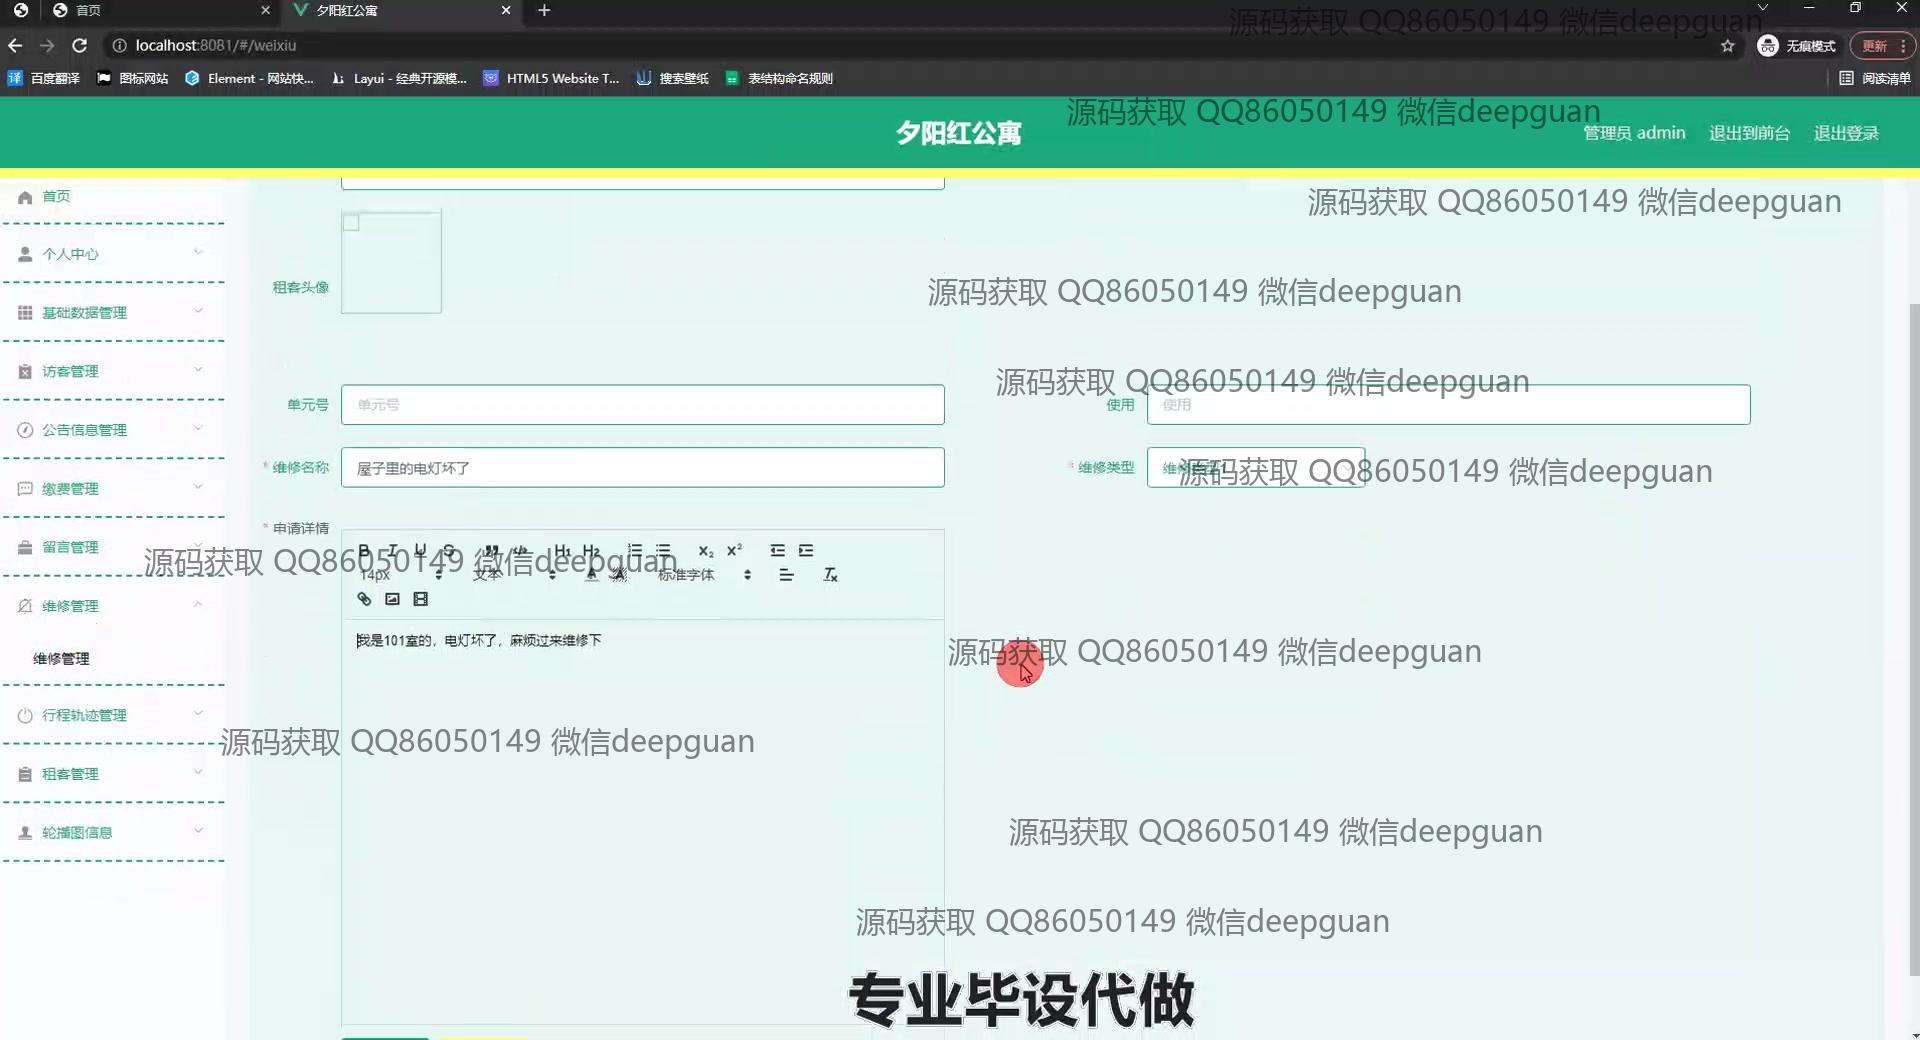 首页
夕阳红公寓
源码获取 QQ86050149 微信deepguan
localhost:8081/#/weixiu
无痕模式
更新
百度翻译
图标网站
Element - 网站快...
Layui - 经典开源模...
HTML5 Website T...
搜索壁纸
表结构命名规则
阅读清单
夕阳红公寓
源码获取 QQ86050149 微信deepguan
管理员 admin
退出到前台
退出登录
首页
源码获取 QQ86050149 微信deepguan
个人中心
租客头像
源码获取 QQ86050149 微信deepguan
基础数据管理
访客管理
源码获取 QQ86050149 微信deepguan
单元号
单元号
使用
使用
公告信息管理
* 维修名称
屋子里的电灯坏了
* 维修类型
源码获取 QQ86050149 微信deepguan
缴费管理
* 申请详情
留言管理
源码获取 QQ86050149 微信deepguan
14px
文本
标准字体
维修管理
我是101室的，电灯坏了，麻烦过来维修下
维修管理
源码获取 QQ86050149 微信deepguan
行程轨迹管理
源码获取 QQ86050149 微信deepguan
租客管理
轮播图信息
源码获取 QQ86050149 微信deepguan
源码获取 QQ86050149 微信deepguan
专业毕设代做